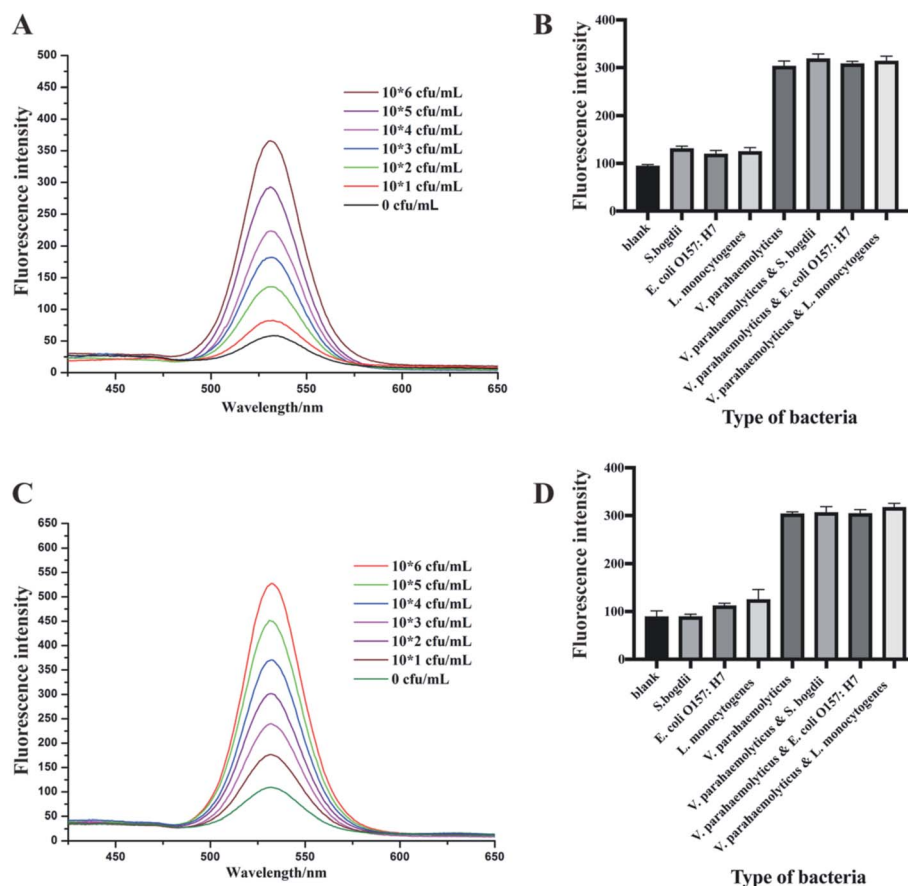 A
500
450
400
350
300
250
200
150
100
50
0
Fluorescence intensity
10*6 cfu/mL
10*5 cfu/mL
10*4 cfu/mL
10*3 cfu/mL
10*2 cfu/mL
10*1 cfu/mL
0 cfu/mL
450
500
550
600
650
Wavelength/nm
B
400
300
200
100
0
Fluorescence intensity
blank
S.bogdii
E. coli O157: H7
L. monocytogenes
V. parahaemolyticus
V. parahaemolyticus & S. bogdii
V. parahaemolyticus & E. coli O157: H7
V. parahaemolyticus & L. monocytogenes
Type of bacteria
C
650
600
550
500
450
400
350
300
250
200
150
100
50
0
Fluorescence intensity
10*6 cfu/mL
10*5 cfu/mL
10*4 cfu/mL
10*3 cfu/mL
10*2 cfu/mL
10*1 cfu/mL
0 cfu/mL
450
500
550
600
650
Wavelength/nm
D
400
300
200
100
0
Fluorescence intensity
blank
S.bogdii
E. coli O157: H7
L. monocytogenes
V. parahaemolyticus
V. parahaemolyticus & S. bogdii
V. parahaemolyticus & E. coli O157: H7
V. parahaemolyticus & L. monocytogenes
Type of bacteria